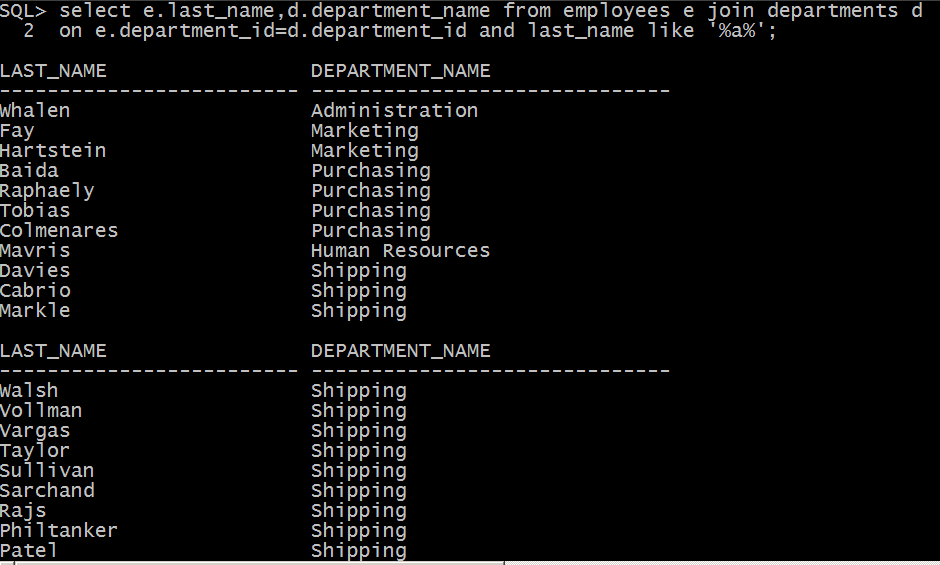 SQL> select e.last_name,d.department_name from employees e join departments d
  2  on e.department_id=d.department_id and last_name like '%a%';

LAST_NAME                 DEPARTMENT_NAME
------------------------- ------------------------------
Whalen                    Administration
Fay                       Marketing
Hartstein                 Marketing
Baida                     Purchasing
Raphaely                  Purchasing
Tobias                    Purchasing
Colmenares                Purchasing
Mavris                    Human Resources
Davies                    Shipping
Cabrio                    Shipping
Markle                    Shipping

LAST_NAME                 DEPARTMENT_NAME
------------------------- ------------------------------
Walsh                     Shipping
Vollman                   Shipping
Vargas                    Shipping
Taylor                    Shipping
Sullivan                  Shipping
Sarchand                  Shipping
Rajs                      Shipping
Philtanker                Shipping
Patel                     Shipping